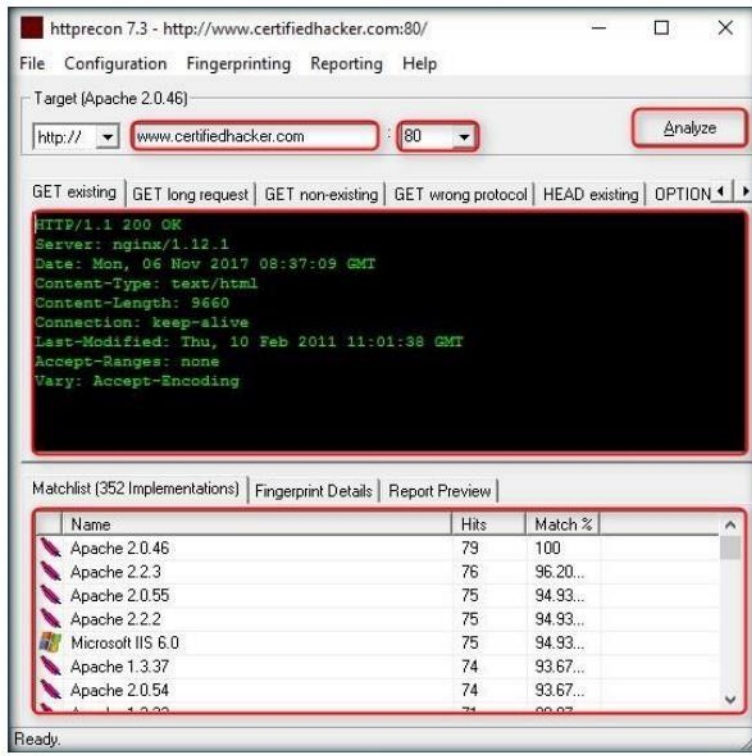 httprecon 7.3 - http://www.certifiedhacker.com:80/
File Configuration Fingerprinting Reporting Help
Target (Apache 2.0.46)
http:// www.certifiedhacker.com : 80 Analyze
GET existing GET long request GET non-existing GET wrong protocol HEAD existing OPTION
HTTP/1.1 200 OK
Server: nginx/1.12.1
Date: Mon, 06 Nov 2017 08:37:09 GMT
Content-Type: text/html
Content-Length: 9660
Connection: keep-alive
Last-Modified: Thu, 10 Feb 2011 11:01:38 GMT
Accept-Ranges: none
Vary: Accept-Encoding
Matchlist (352 Implementations) Fingerprint Details Report Preview
Name Hits Match %
Apache 2.0.46 79 100
Apache 2.2.3 76 96.20...
Apache 2.0.55 75 94.93...
Apache 2.2.2 75 94.93...
Microsoft IIS 6.0 75 94.93...
Apache 1.3.37 74 93.67...
Apache 2.0.54 74 93.67...
Ready.